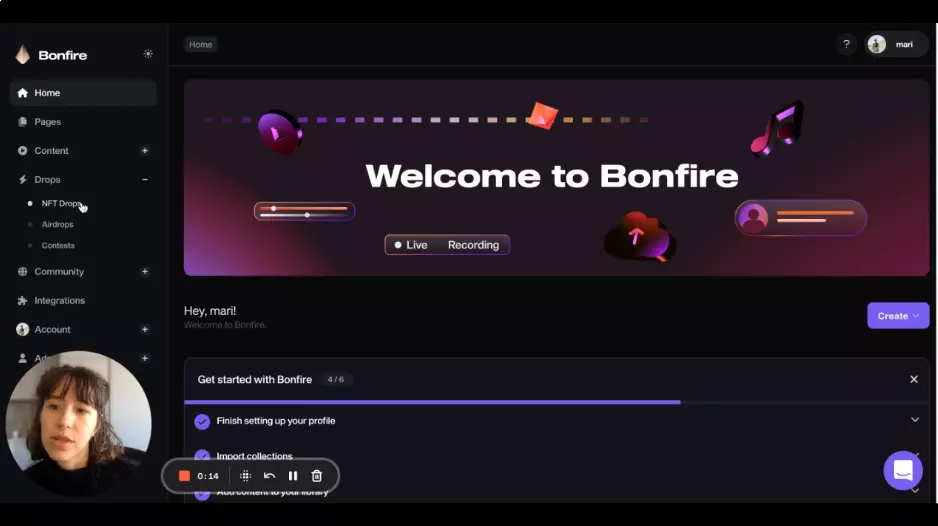 Bonfire
Home
Pages
Content
Drops
NFT Drops
Airdrops
Contests
Community
Integrations
Account
Home
?
mari
Welcome to Bonfire
Live Recording
Hey, mari!
Welcome to Bonfire.
Create
Get started with Bonfire 4 / 6
Finish setting up your profile
Import collections
Add content to your library
0:14